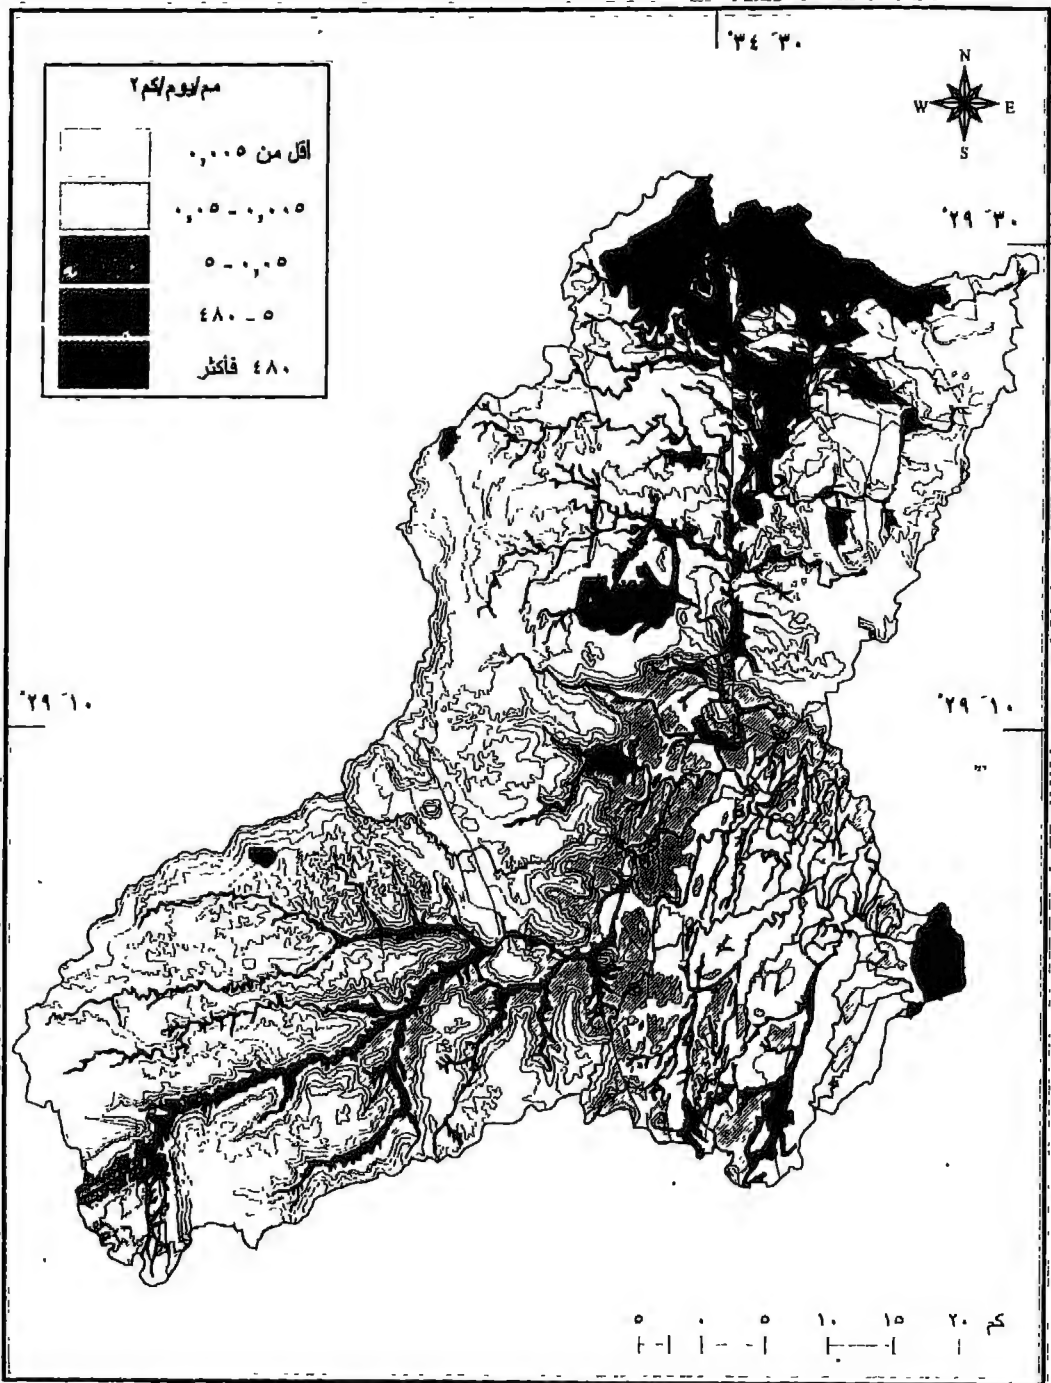 °٣٤ ¯٣٠
N
W E
S
مم/يوم/كم٢
أقل من ٠,٠٠٥
٠,٠٠٥ - ٠,٠٥
٠,٠٥ - ٥
٥ - ٤٨٠
٤٨٠ فأكثر
°٢٩ ¯٣٠
°٢٩ ¯١٠
°٢٩ ¯١٠
٥ ٠ ٥ ١٠ ١٥ ٢٠ كم